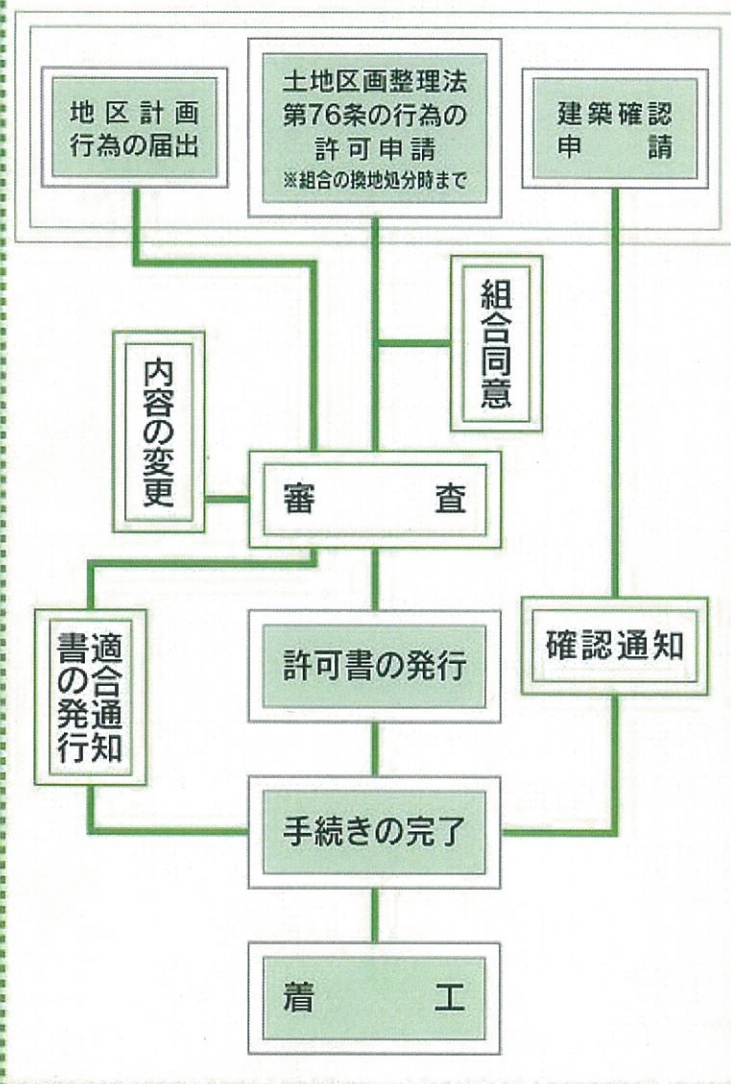 地区計画
行為の届出
土地区画整理法
第76条の行為の
許可申請
※組合の換地処分時まで
建築確認
申請
組合同意
内容の変更
審査
適合通知
書の発行
許可書の発行
確認通知
手続きの完了
着工